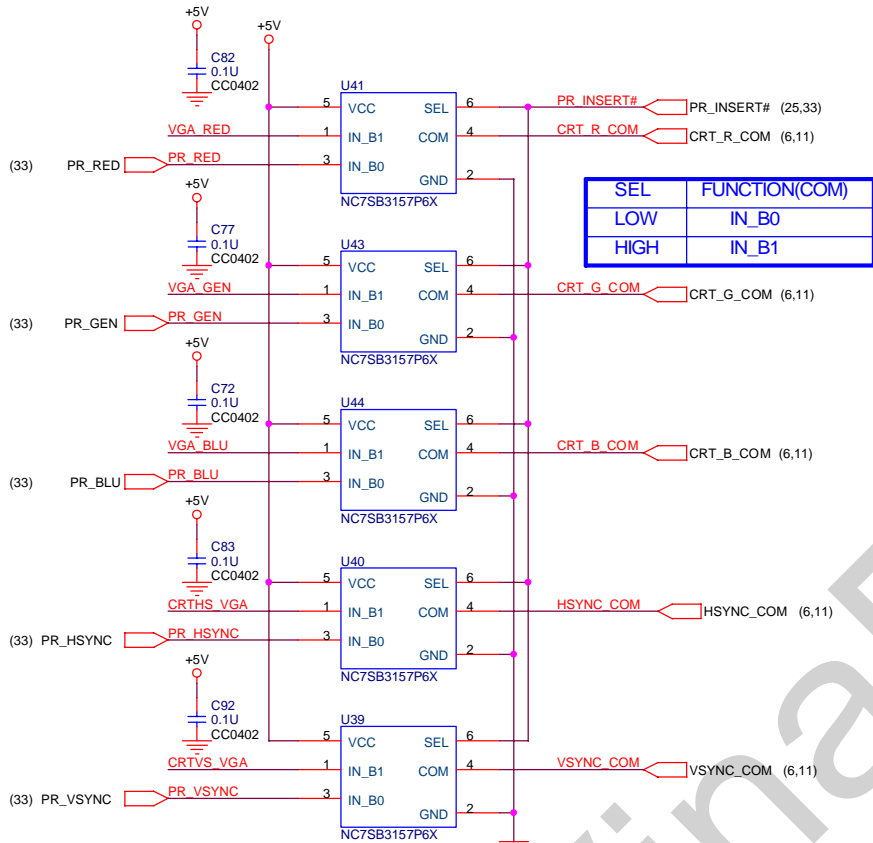 +5V +5V
C82
0.1U
CC0402
U41
5 VCC SEL 6 PR_INSERT# PR_INSERT# (25,33)
VGA_RED 1 IN_B1 COM 4 CRT_R_COM CRT_R_COM (6,11)
(33) PR_RED PR_RED 3 IN_B0
GND 2
NC7SB3157P6X
SEL FUNCTION(COM)
LOW IN_B0
HIGH IN_B1
+5V
C77
0.1U
CC0402
U43
5 VCC SEL 6
VGA_GEN 1 IN_B1 COM 4 CRT_G_COM CRT_G_COM (6,11)
(33) PR_GEN PR_GEN 3 IN_B0
GND 2
NC7SB3157P6X
+5V
C72
0.1U
CC0402
U44
5 VCC SEL 6
VGA_BLU 1 IN_B1 COM 4 CRT_B_COM CRT_B_COM (6,11)
(33) PR_BLU PR_BLU 3 IN_B0
GND 2
NC7SB3157P6X
+5V
C83
0.1U
CC0402
U40
5 VCC SEL 6
CRTHS_VGA 1 IN_B1 COM 4 HSYNC_COM HSYNC_COM (6,11)
(33) PR_HSYNC PR_HSYNC 3 IN_B0
GND 2
NC7SB3157P6X
+5V
C92
0.1U
CC0402
U39
5 VCC SEL 6
CRTVS_VGA 1 IN_B1 COM 4 VSYNC_COM VSYNC_COM (6,11)
(33) PR_VSYNC PR_VSYNC 3 IN_B0
GND 2
NC7SB3157P6X